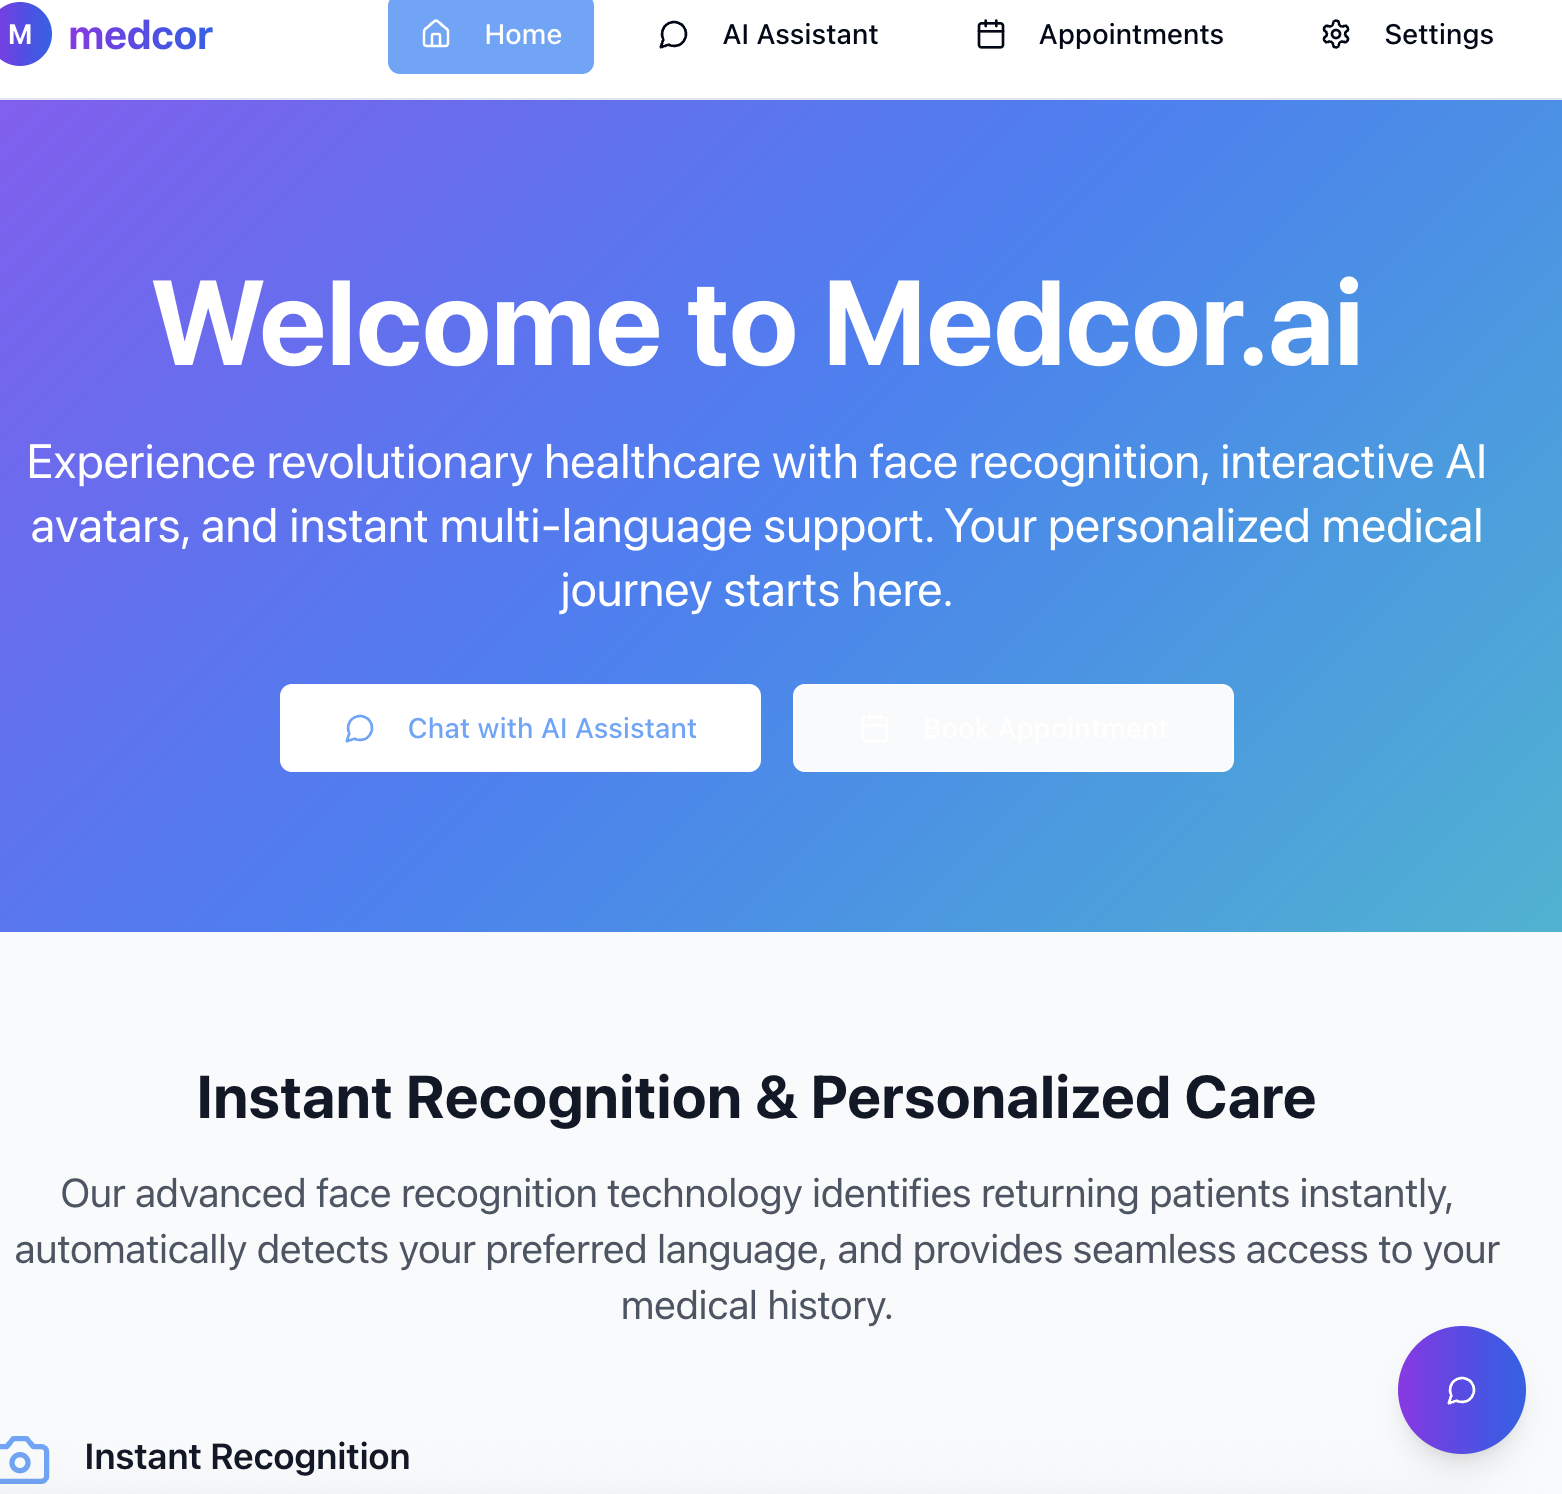 M medcor Home AI Assistant Appointments Settings
Welcome to Medcor.ai
Experience revolutionary healthcare with face recognition, interactive AI
avatars, and instant multi-language support. Your personalized medical
journey starts here.
Chat with AI Assistant Book Appointment
Instant Recognition & Personalized Care
Our advanced face recognition technology identifies returning patients instantly,
automatically detects your preferred language, and provides seamless access to your
medical history.
Instant Recognition